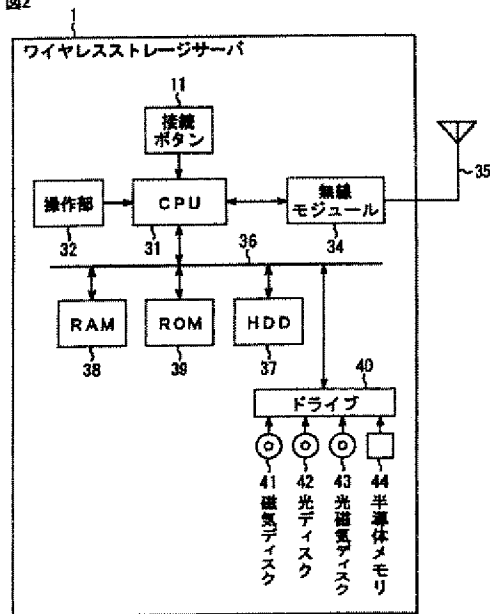 図2
1
ワイヤレスストレージサーバ
11
接続
ボタン
操作部
32
CPU
31
無線
モジュール
34
35
36
RAM
38
ROM
39
HDD
37
40
ドライブ
41 磁気ディスク
42 光ディスク
43 光磁気ディスク
44 半導体メモリ